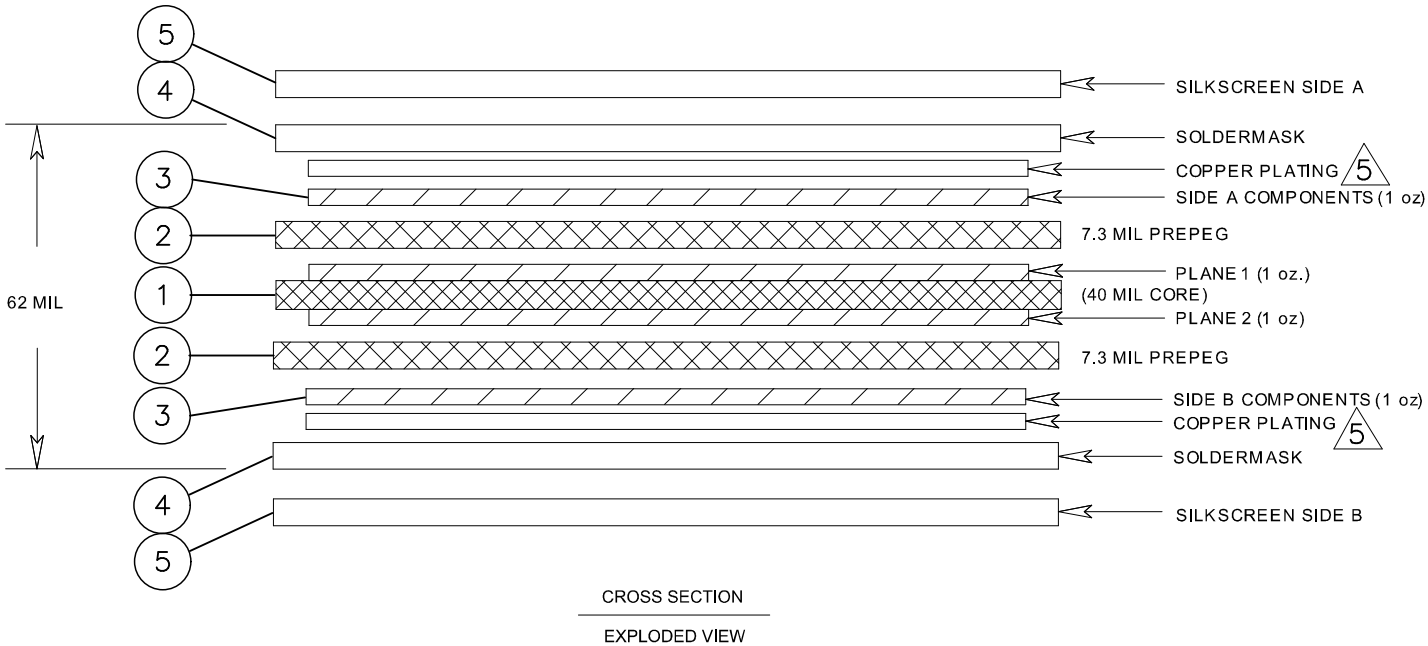 5
SILKSCREEN SIDE A
4
SOLDERMASK
COPPER PLATING 5
3
SIDE A COMPONENTS (1 oz)
2
7.3 MIL PREPEG
PLANE 1 (1 oz.)
1
(40 MIL CORE)
62 MIL
PLANE 2 (1 oz)
2
7.3 MIL PREPEG
3
SIDE B COMPONENTS (1 oz)
COPPER PLATING 5
SOLDERMASK
4
SILKSCREEN SIDE B
5
CROSS SECTION
EXPLODED VIEW